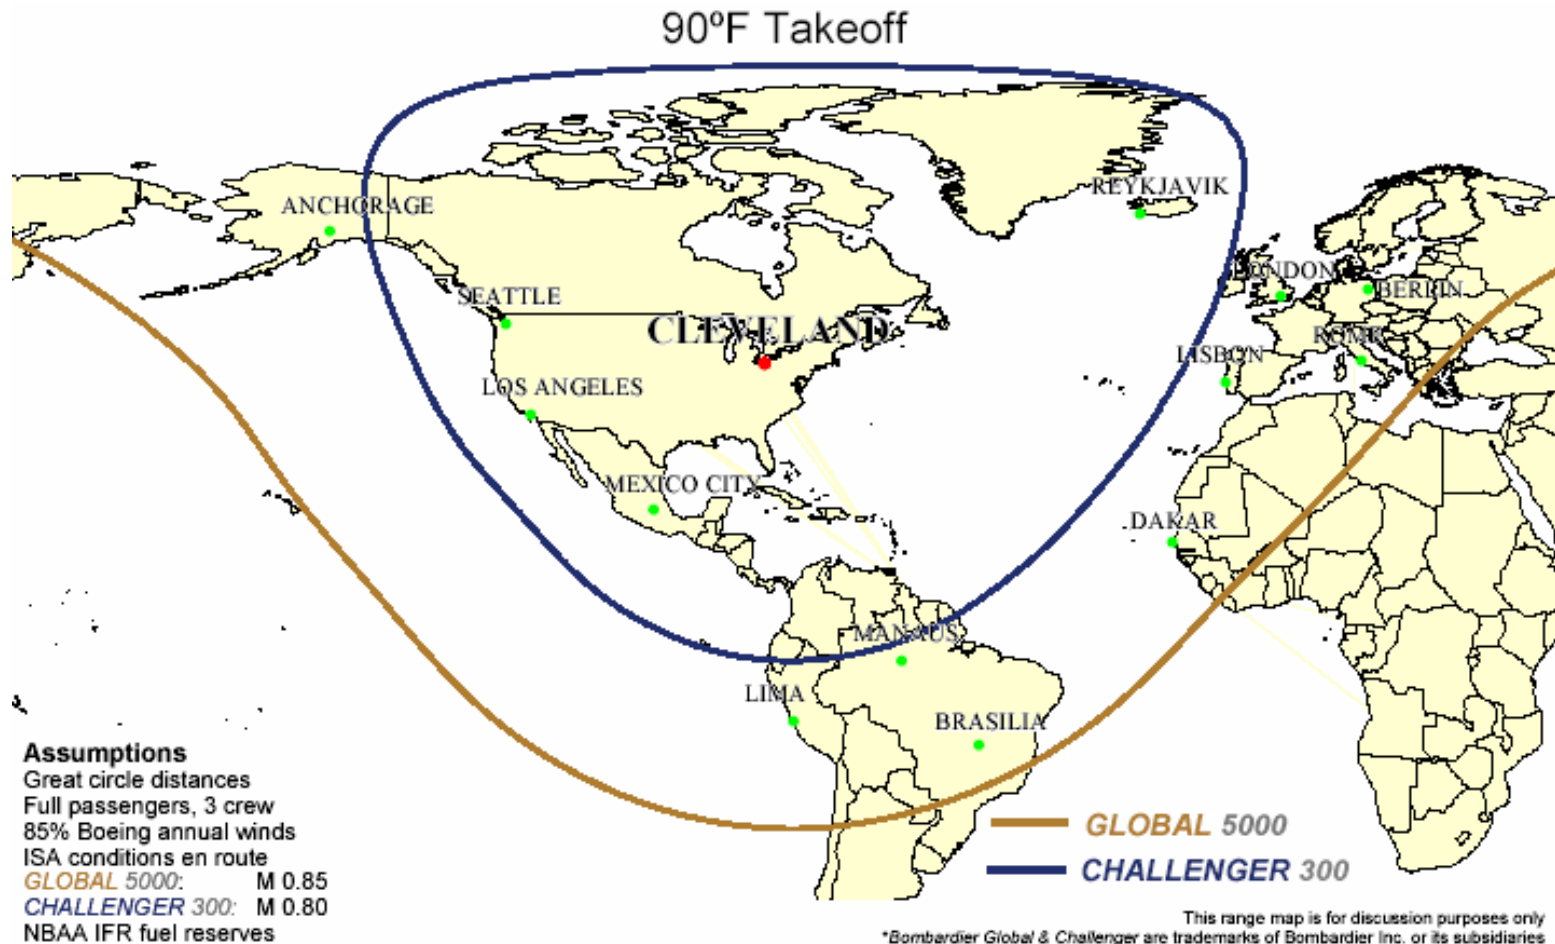 90ºF Takeoff
REYKJAVIK
ANCHORAGE
LONDON
SEATTLE
BERLIN
CLEVELAND
ROME
LISBON
LOS ANGELES
MEXICO CITY
DAKAR
MANAUS
LIMA
BRASILIA
Assumptions
Great circle distances
Full passengers, 3 crew
85% Boeing annual winds
ISA conditions en route
GLOBAL 5000: M 0.85
CHALLENGER 300: M 0.80
NBAA IFR fuel reserves
GLOBAL 5000
CHALLENGER 300
This range map is for discussion purposes only
*Bombardier Global & Challenger are trademarks of Bombardier Inc. or its subsidiaries